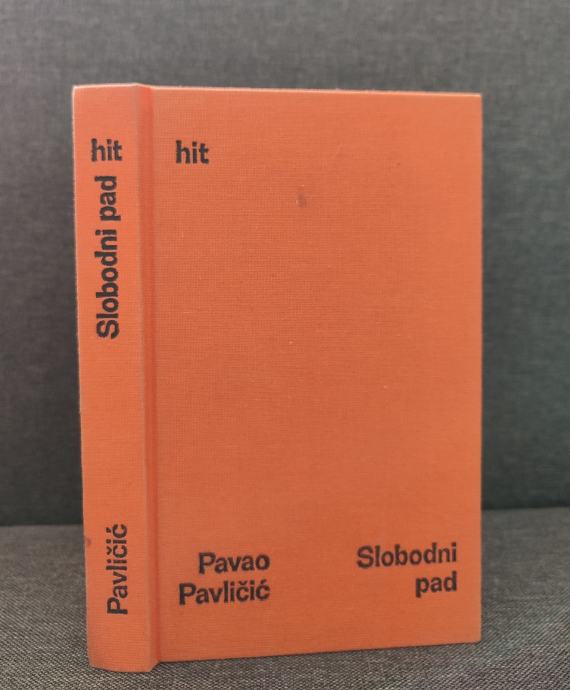 hit
Slobodni pad
Pavličić
hit
Pavao
Pavličić
Slobodni
pad